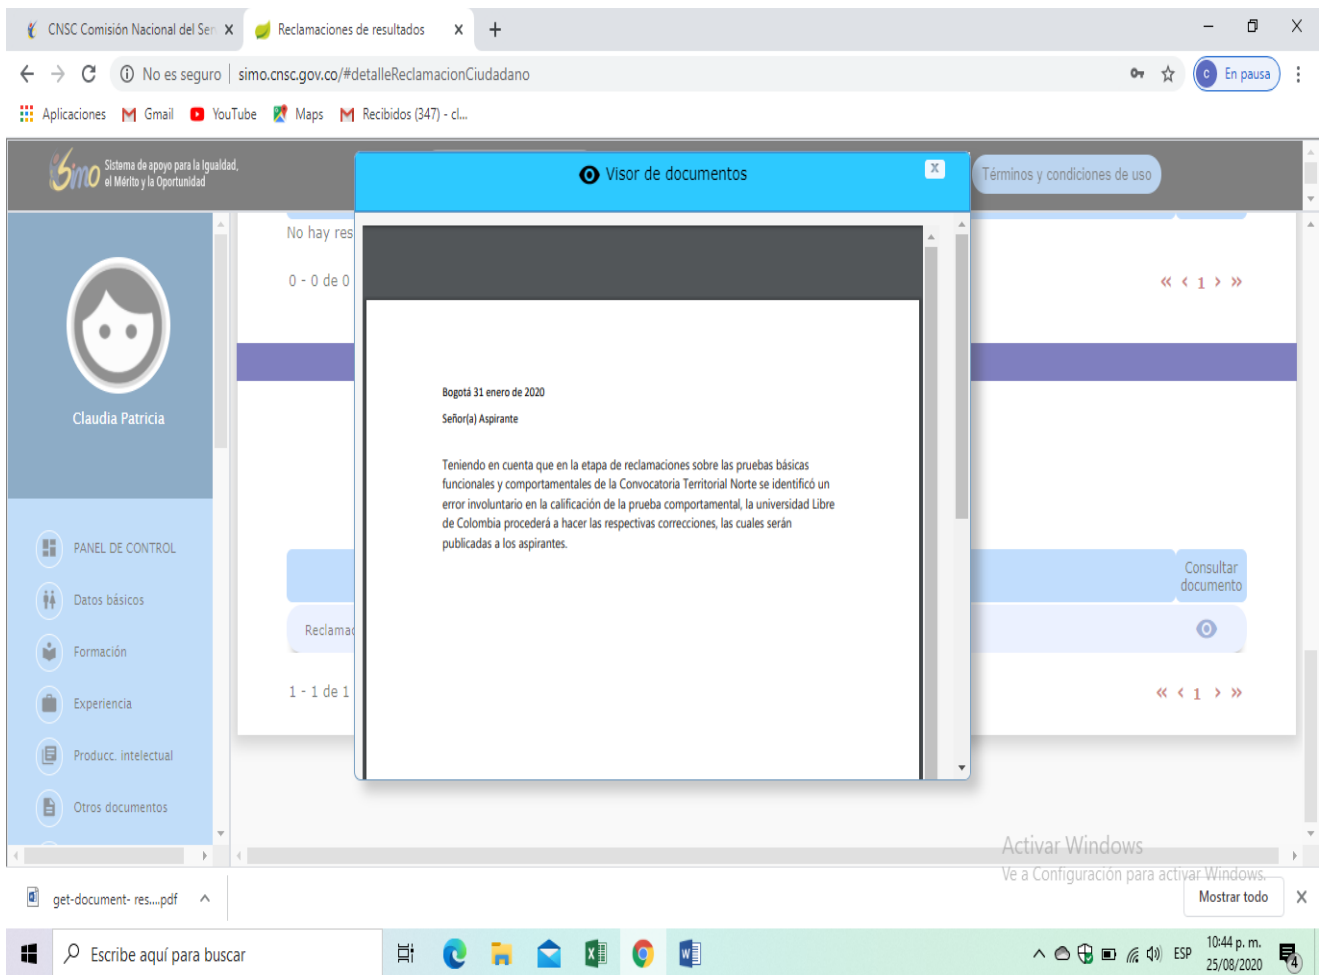 CNSC Comisión Nacional del Ser
Reclamaciones de resultados
No es seguro
simo.cnsc.gov.co/#detalleReclamacionCiudadano
En pausa
Aplicaciones
Gmail
YouTube
Maps
Recibidos (347) - cl...
Simo
Sistema de apoyo para la Igualdad,
el Mérito y la Oportunidad
Visor de documentos
x
Términos y condiciones de uso
No hay res
0 - 0 de 0
« ‹ 1 › »
Claudia Patricia
Bogotá 31 enero de 2020
Señor(a) Aspirante
Teniendo en cuenta que en la etapa de reclamaciones sobre las pruebas básicas
funcionales y comportamentales de la Convocatoria Territorial Norte se identificó un
error involuntario en la calificación de la prueba comportamental, la universidad Libre
de Colombia procederá a hacer las respectivas correcciones, las cuales serán
publicadas a los aspirantes.
PANEL DE CONTROL
Datos básicos
Formación
Experiencia
Producc. intelectual
Otros documentos
Consultar
documento
Reclamac
1 - 1 de 1
« ‹ 1 › »
Activar Windows
Ve a Configuración para activar Windows.
get-document- res....pdf
Mostrar todo
Escribe aquí para buscar
ESP
10:44 p. m.
25/08/2020
4